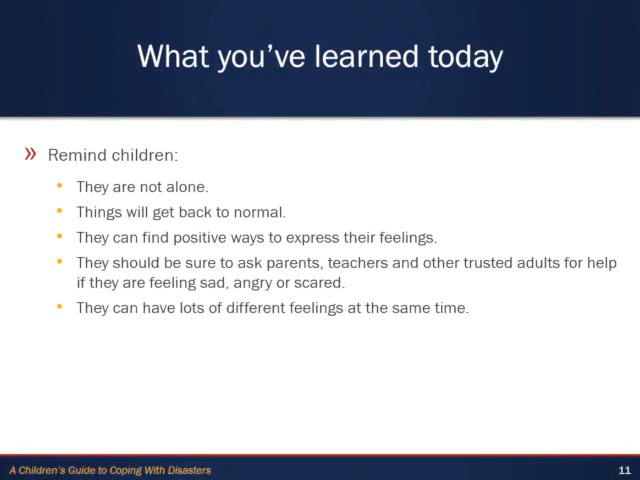 What you’ve learned today
» Remind children:
• They are not alone.
• Things will get back to normal.
• They can find positive ways to express their feelings.
• They should be sure to ask parents, teachers and other trusted adults for help
if they are feeling sad, angry or scared.
• They can have lots of different feelings at the same time.
A Children’s Guide to Coping With Disasters
11